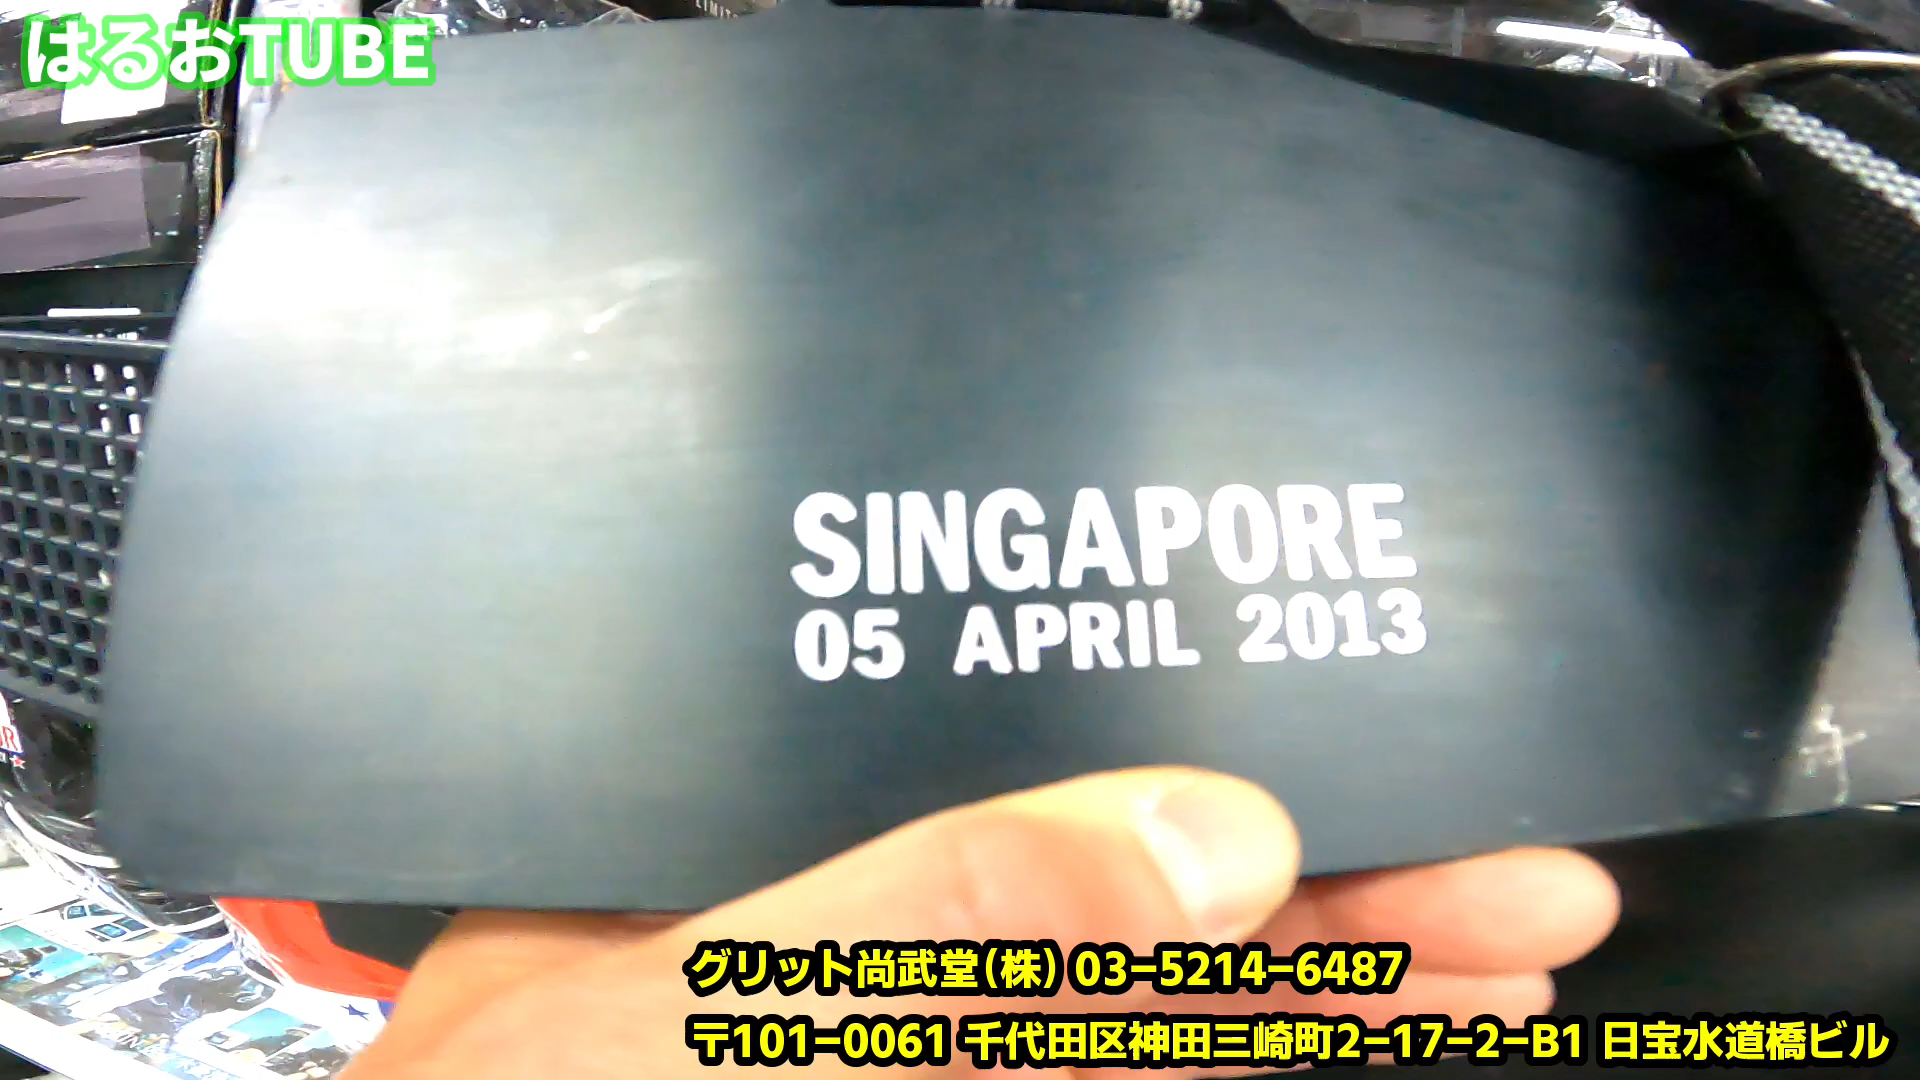 はるおTUBE
SINGAPORE
05 APRIL 2013
グリット尚武堂(株) 03-5214-6487
〒101-0061 千代田区神田三崎町2-17-2-B1 日宝水道橋ビル